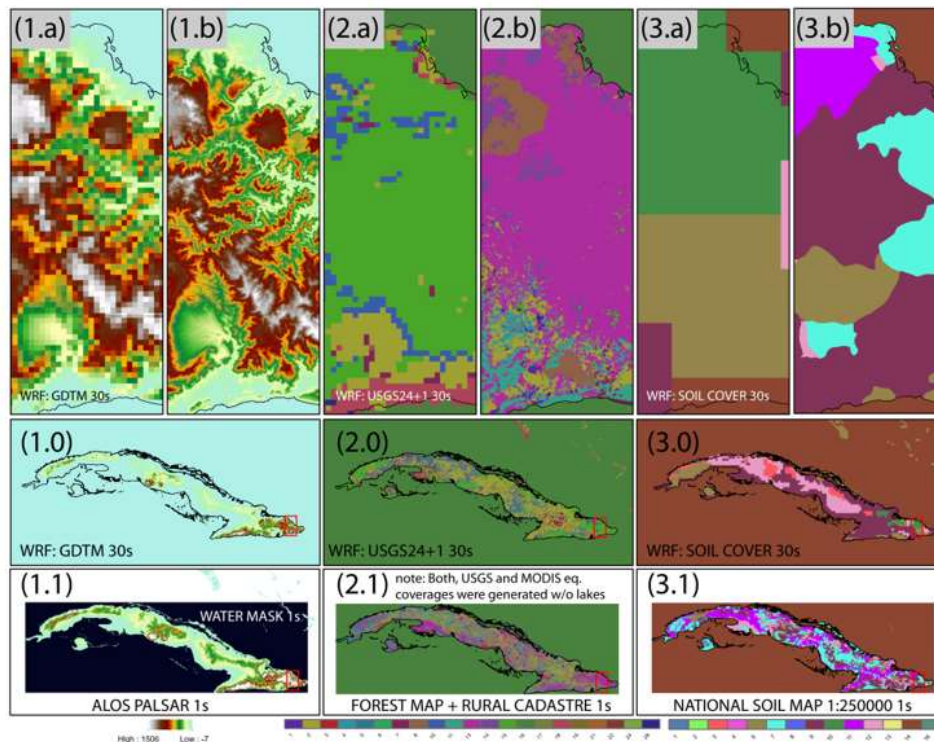 (1.a) (1.b) (2.a) (2.b) (3.a) (3.b)
WRF: GDTM 30s WRF: USGS24+1 30s WRF: SOIL COVER 30s
(1.0) (2.0) (3.0)
WRF: GDTM 30s WRF: USGS24+1 30s WRF: SOIL COVER 30s
(1.1) (2.1) note: Both, USGS and MODIS eq. (3.1)
coverages were generated w/o lakes
WATER MASK 1s
ALOS PALSAR 1s FOREST MAP + RURAL CADASTRE 1s NATIONAL SOIL MAP 1:250000 1s
High : 1506 Low : -7